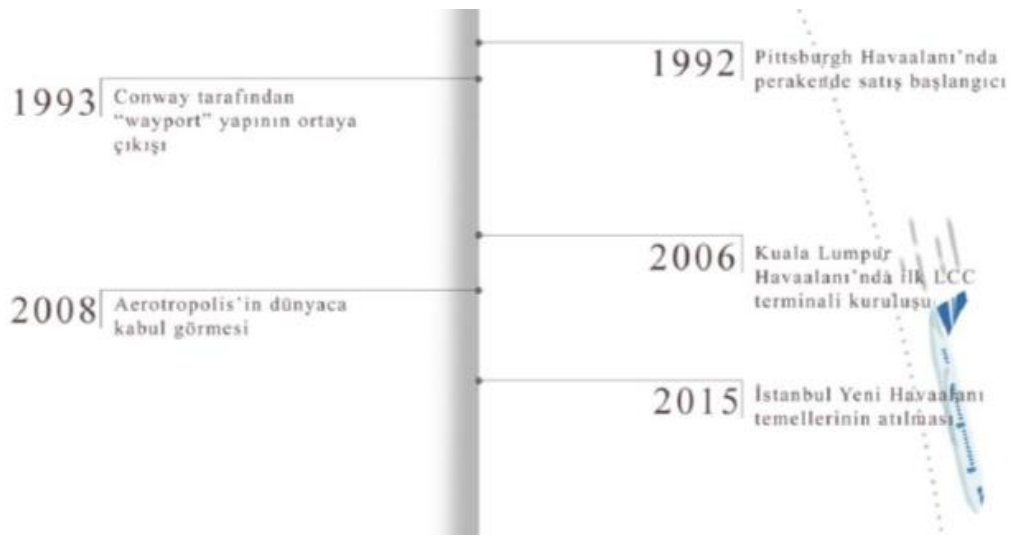 1992
Pittsburgh Havaalanı'nda
perakende satış başlangıcı
1993
Conway tarafından
"wayport" yapının ortaya
çıkışı
2006
Kuala Lumpur
Havaalanı'nda ilk LCC
terminali kuruluşu
2008
Aerotropolis'in dünyaca
kabul görmesi
2015
İstanbul Yeni Havaalanı
temellerinin atılması